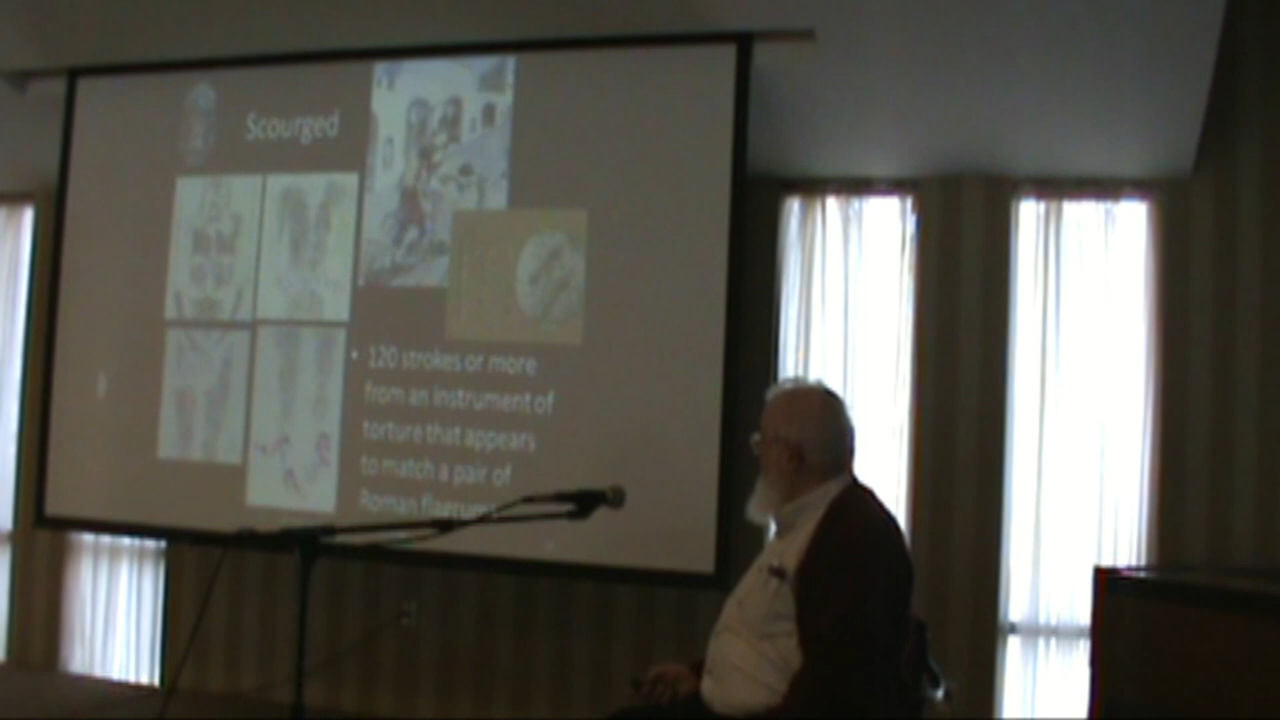 Scourged
• 120 strokes or more
from an instrument of
torture that appears
to match a pair of
Roman